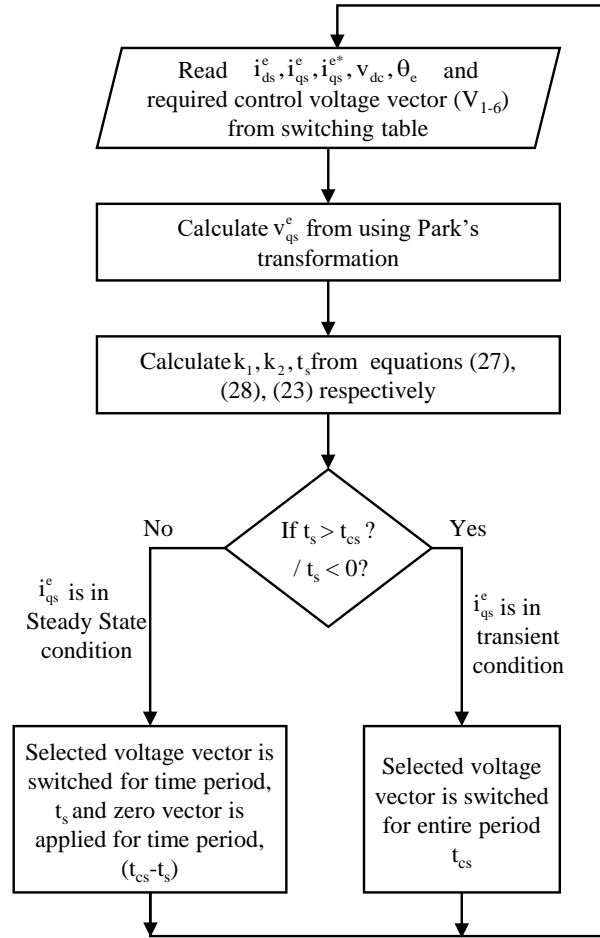 Read i_ds^e, i_qs^e, i_qs^e*, v_dc, θ_e and
required control voltage vector (V_1-6)
from switching table
Calculate v_qs^e from using Park's
transformation
Calculate k_1, k_2, t_s from equations (27),
(28), (23) respectively
If t_s > t_cs ?
/ t_s < 0?
No
Yes
i_qs^e is in
Steady State
condition
i_qs^e is in
transient
condition
Selected voltage vector is
switched for time period,
t_s and zero vector is
applied for time period,
(t_cs-t_s)
Selected voltage
vector is switched
for entire period
t_cs